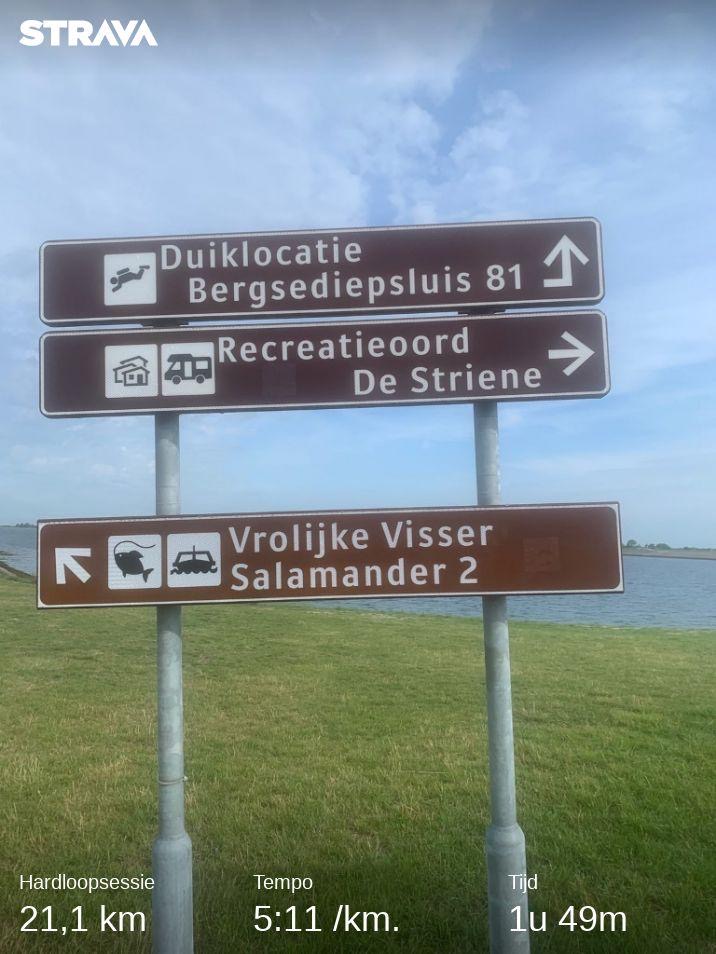 STRAVA
Duiklocatie
Bergsediepsluis 81
Recreatieoord
De Striene
Vrolijke Visser
Salamander 2
Hardloopsessie Tempo Tijd
21,1 km 5:11 /km. 1u 49m